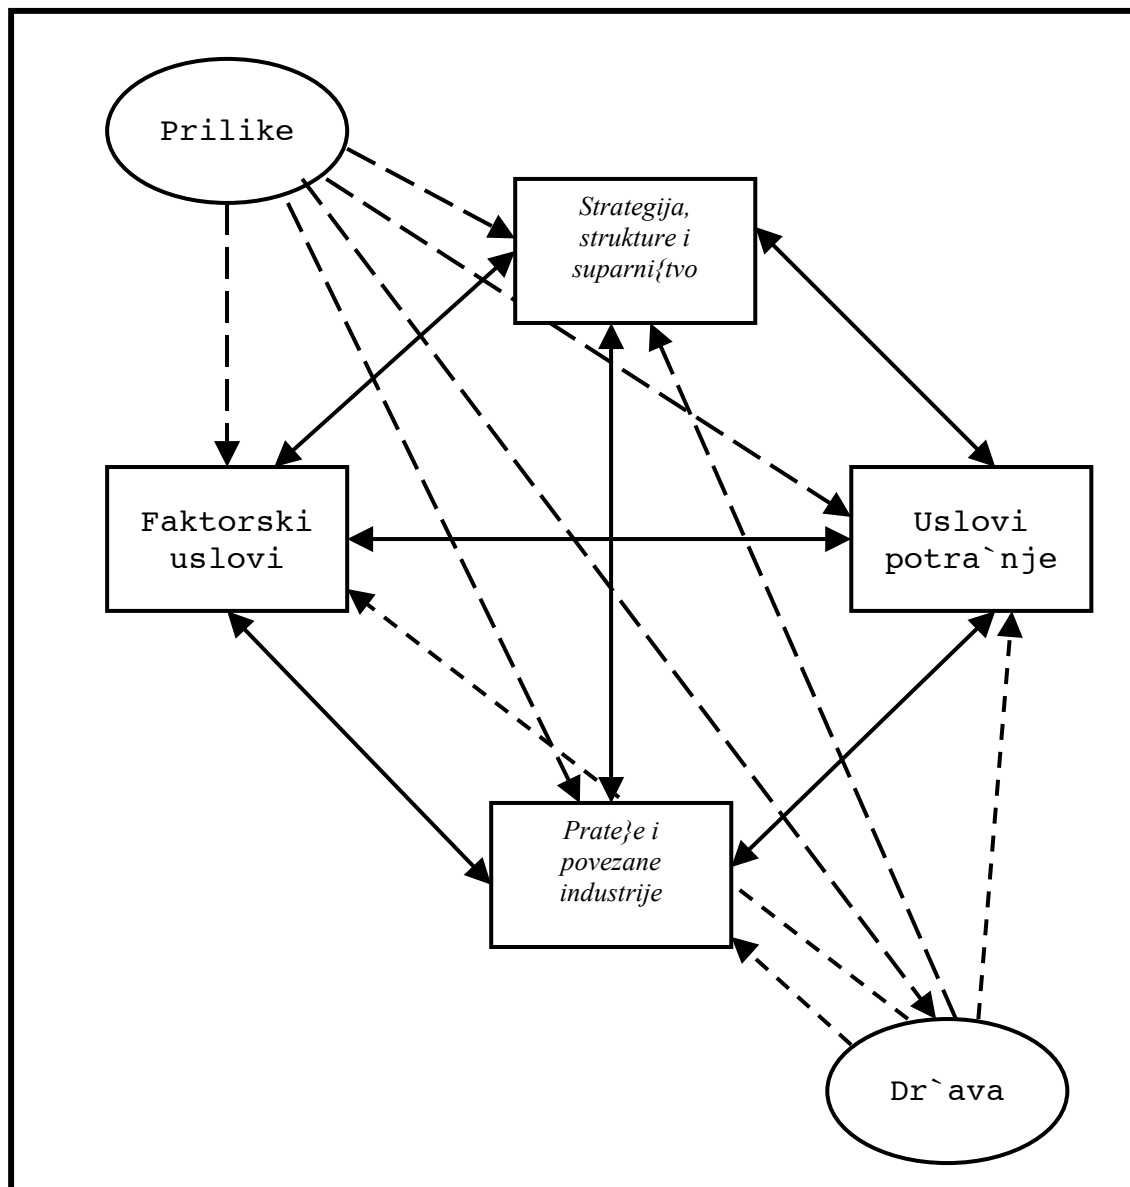 Prilike
Strategija,
strukture i
suparni{tvo
Faktorski
uslovi
Uslovi
potra`nje
Prate}e i
povezane
industrije
Dr`ava